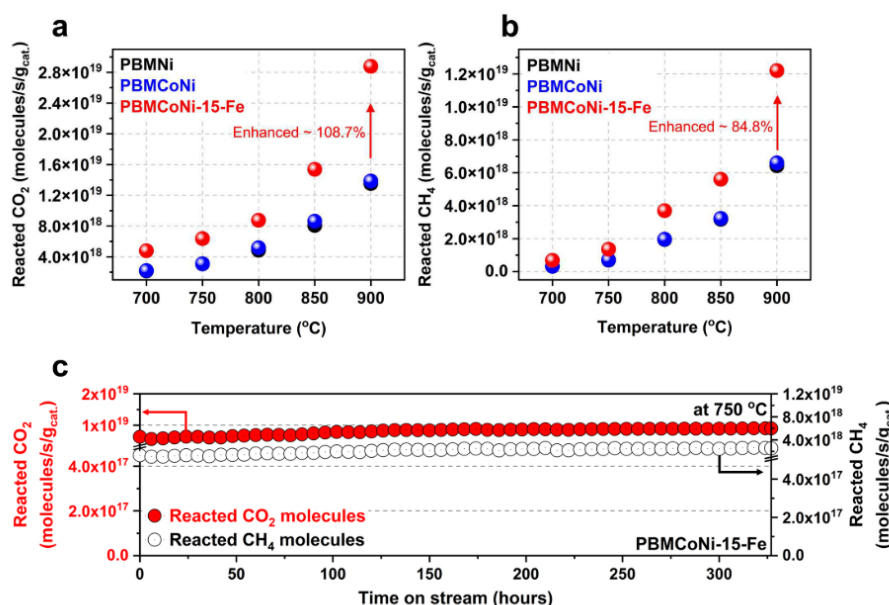 a
PBMNi
PBMCoNi
PBMCoNi-15-Fe
Enhanced ~ 108.7%
Reacted CO₂ (molecules/s/g_cat.)
2.8×10¹⁹
2.4×10¹⁹
2.0×10¹⁹
1.6×10¹⁹
1.2×10¹⁹
8.0×10¹⁸
4.0×10¹⁸
700 750 800 850 900
Temperature (°C)
b
PBMNi
PBMCoNi
PBMCoNi-15-Fe
Enhanced ~ 84.8%
Reacted CH₄ (molecules/s/g_cat.)
1.2×10¹⁹
1.0×10¹⁹
8.0×10¹⁸
6.0×10¹⁸
4.0×10¹⁸
2.0×10¹⁸
0.0
700 750 800 850 900
Temperature (°C)
c
Reacted CO₂
(molecules/s/g_cat.)
2x10¹⁹
1x10¹⁹
4.0x10¹⁷
2.0x10¹⁷
0.0
at 750 °C
Reacted CO₂ molecules
Reacted CH₄ molecules
PBMCoNi-15-Fe
1.2x10¹⁹
8.0x10¹⁸
4.0x10¹⁸
4.0x10¹⁷
2.0x10¹⁷
0.0
Reacted CH₄
(molecules/s/g_cat.)
0 50 100 150 200 250 300
Time on stream (hours)